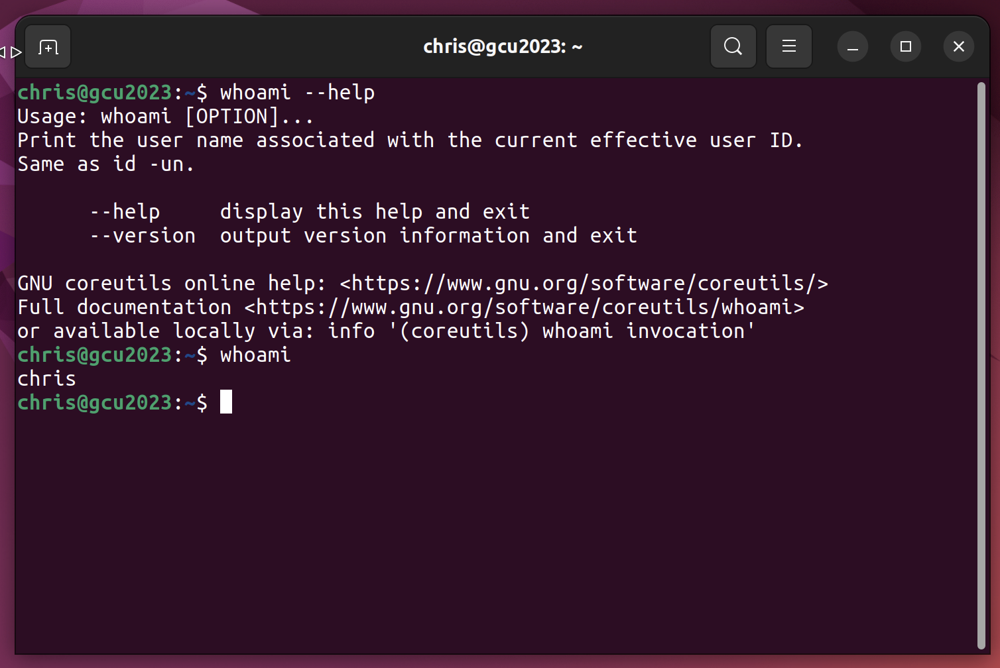 chris@gcu2023: ~
chris@gcu2023:~$ whoami --help
Usage: whoami [OPTION]...
Print the user name associated with the current effective user ID.
Same as id -un.
      --help     display this help and exit
      --version  output version information and exit
GNU coreutils online help: <https://www.gnu.org/software/coreutils/>
Full documentation <https://www.gnu.org/software/coreutils/whoami>
or available locally via: info '(coreutils) whoami invocation'
chris@gcu2023:~$ whoami
chris
chris@gcu2023:~$